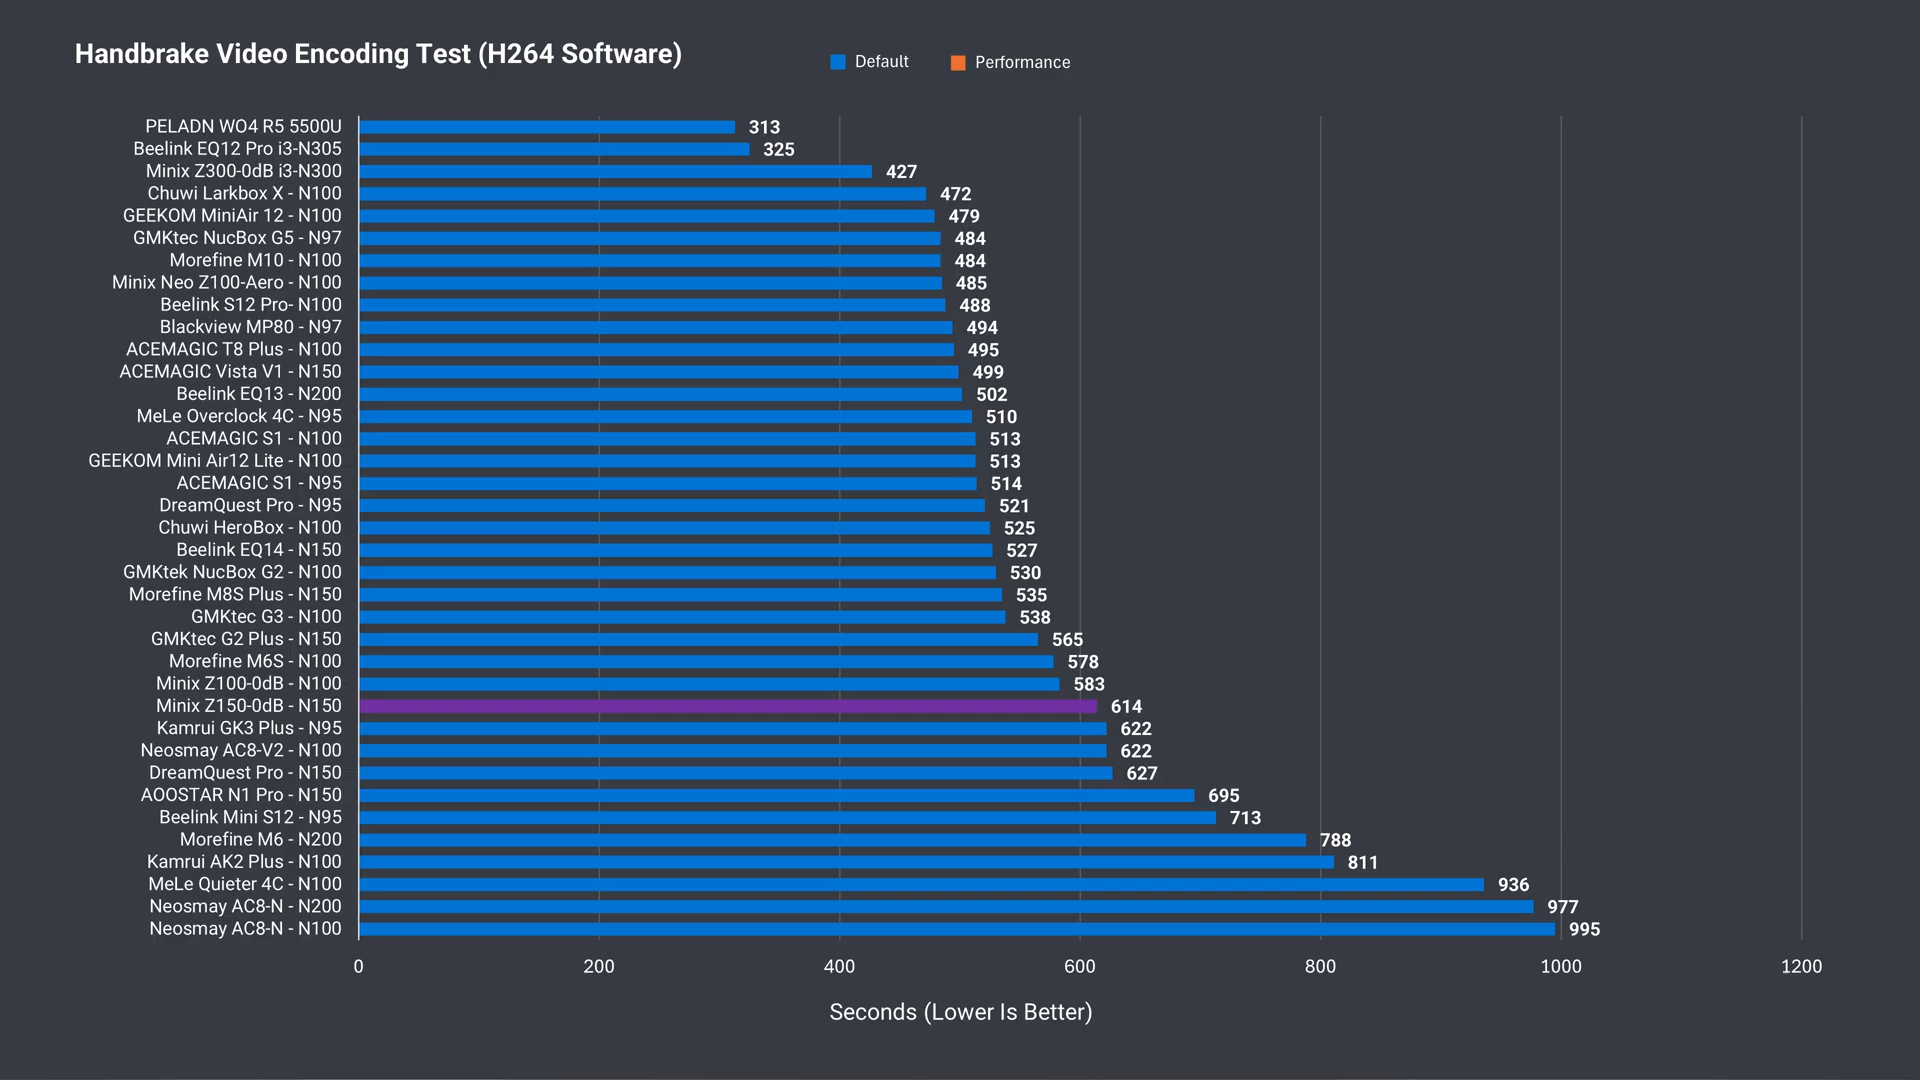 Handbrake Video Encoding Test (H264 Software)
Default
Performance
PELADN WO4 R5 5500U 313
Beelink EQ12 Pro i3-N305 325
Minix Z300-0dB i3-N300 427
Chuwi Larkbox X - N100 472
GEEKOM MiniAir 12 - N100 479
GMKtec NucBox G5 - N97 484
Morefine M10 - N100 484
Minix Neo Z100-Aero - N100 485
Beelink S12 Pro- N100 488
Blackview MP80 - N97 494
ACEMAGIC T8 Plus - N100 495
ACEMAGIC Vista V1 - N150 499
Beelink EQ13 - N200 502
MeLe Overclock 4C - N95 510
ACEMAGIC S1 - N100 513
GEEKOM Mini Air12 Lite - N100 513
ACEMAGIC S1 - N95 514
DreamQuest Pro - N95 521
Chuwi HeroBox - N100 525
Beelink EQ14 - N150 527
GMKtek NucBox G2 - N100 530
Morefine M8S Plus - N150 535
GMKtec G3 - N100 538
GMKtec G2 Plus - N150 565
Morefine M6S - N100 578
Minix Z100-0dB - N100 583
Minix Z150-0dB - N150 614
Kamrui GK3 Plus - N95 622
Neosmay AC8-V2 - N100 622
DreamQuest Pro - N150 627
AOOSTAR N1 Pro - N150 695
Beelink Mini S12 - N95 713
Morefine M6 - N200 788
Kamrui AK2 Plus - N100 811
MeLe Quieter 4C - N100 936
Neosmay AC8-N - N200 977
Neosmay AC8-N - N100 995
0 200 400 600 800 1000 1200
Seconds (Lower Is Better)